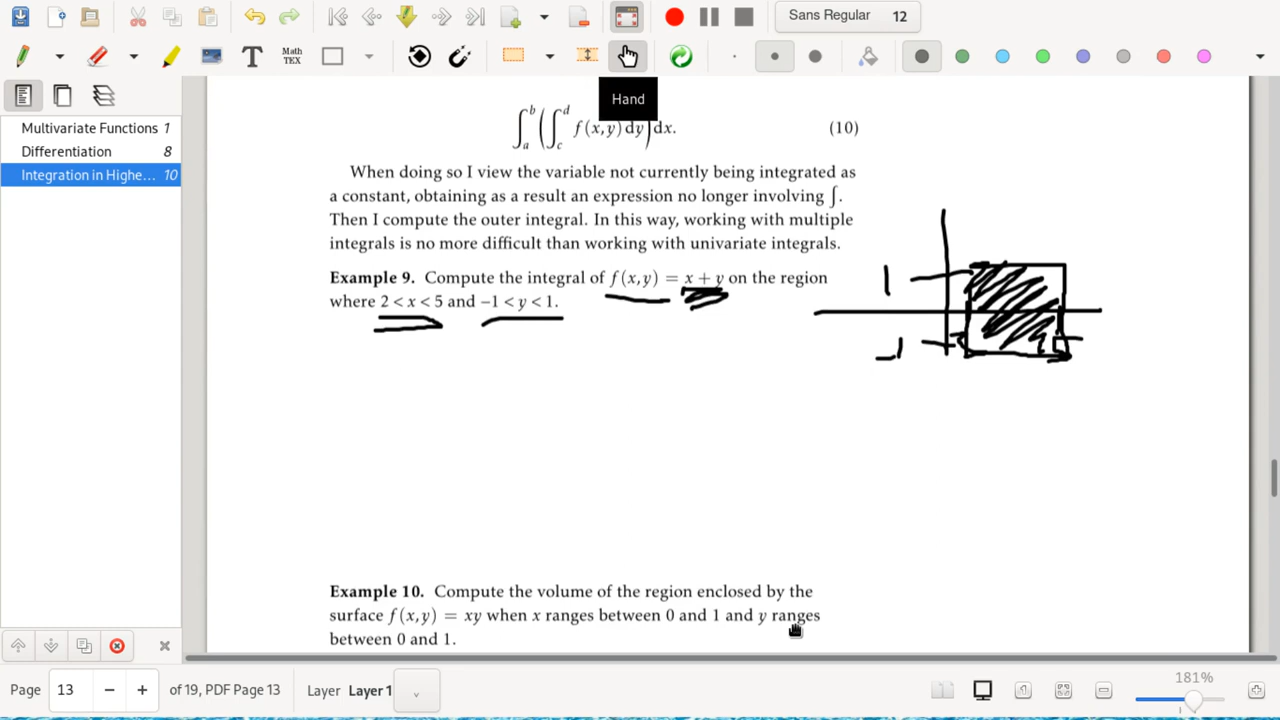 Sans Regular 12
T Math TEX
Hand
Multivariate Functions 1
Differentiation 8
Integration in Highe... 10
∫_a^b (∫_c^d f(x,y) dy) dx. (10)
When doing so I view the variable not currently being integrated as
a constant, obtaining as a result an expression no longer involving ∫.
Then I compute the outer integral. In this way, working with multiple
integrals is no more difficult than working with univariate integrals.
Example 9. Compute the integral of f(x,y) = x + y on the region
where 2 < x < 5 and −1 < y < 1.
1
-1
Example 10. Compute the volume of the region enclosed by the
surface f(x,y) = xy when x ranges between 0 and 1 and y ranges
between 0 and 1.
Page 13 of 19, PDF Page 13 Layer Layer 1 181%